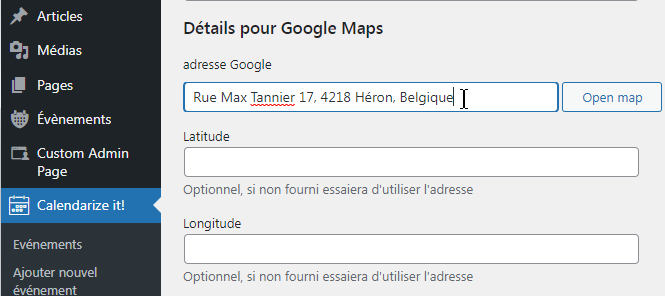 Articles
Médias
Pages
Évènements
Custom Admin
Page
Calendarize it!
Evénements
Ajouter nouvel
événement
Détails pour Google Maps
adresse Google
Rue Max Tannier 17, 4218 Héron, Belgique
Open map
Latitude
Optionnel, si non fourni essaiera d'utiliser l'adresse
Longitude
Optionnel, si non fourni essaiera d'utiliser l'adresse